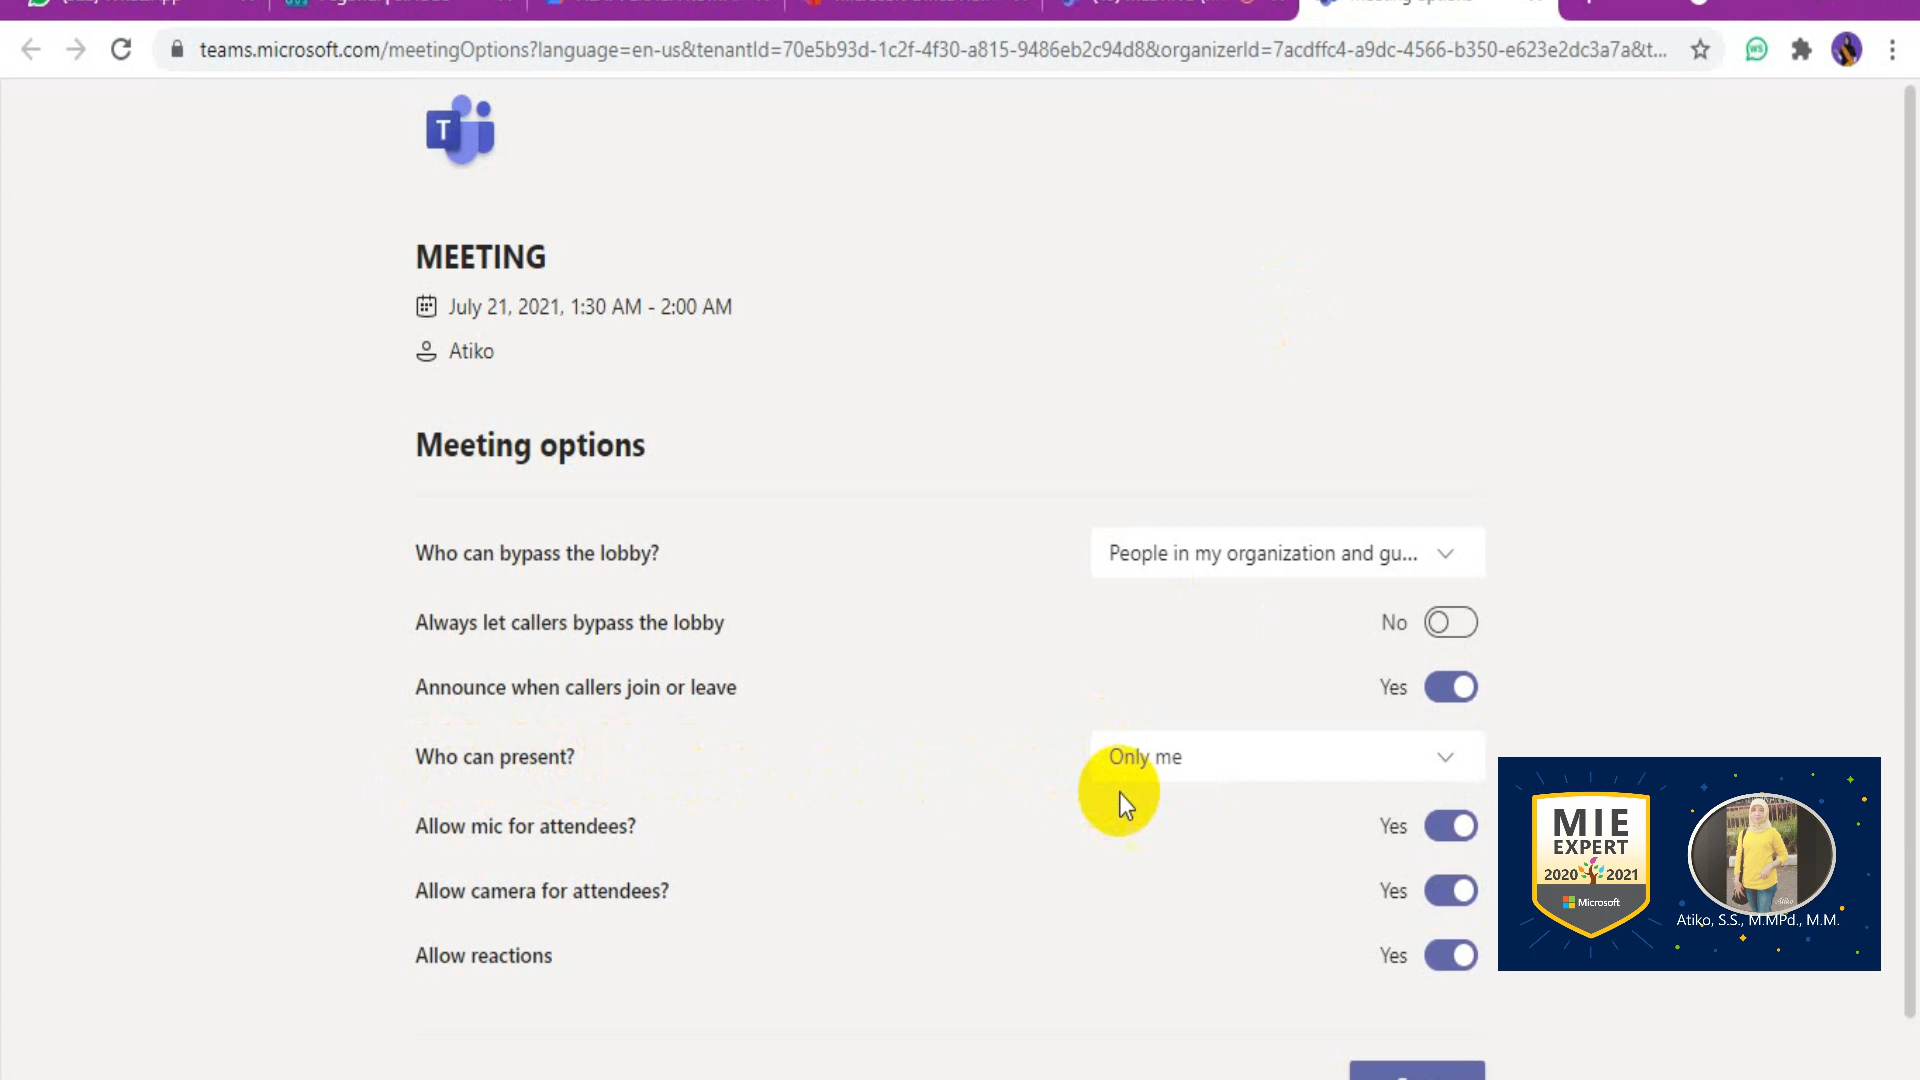 teams.microsoft.com/meetingOptions?language=en-us&tenantId=70e5b93d-1c2f-4f30-a815-9486eb2c94d8&organizerId=7acdffc4-a9dc-4566-b350-e623e2dc3a7a&t...
T
MEETING
July 21, 2021, 1:30 AM - 2:00 AM
Atiko
Meeting options
Who can bypass the lobby?
People in my organization and gu...
Always let callers bypass the lobby
No
Announce when callers join or leave
Yes
Who can present?
Only me
Allow mic for attendees?
Yes
Allow camera for attendees?
Yes
Allow reactions
Yes
MIE
EXPERT
2020 2021
Microsoft
Atiko, S.S., M.MPd., M.M.